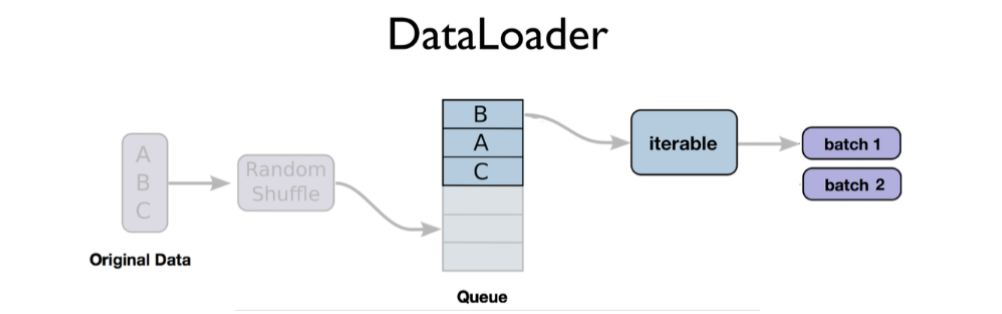 DataLoader
A
B
C
Original Data
Random
Shuffle
B
A
C
Queue
iterable
batch 1
batch 2